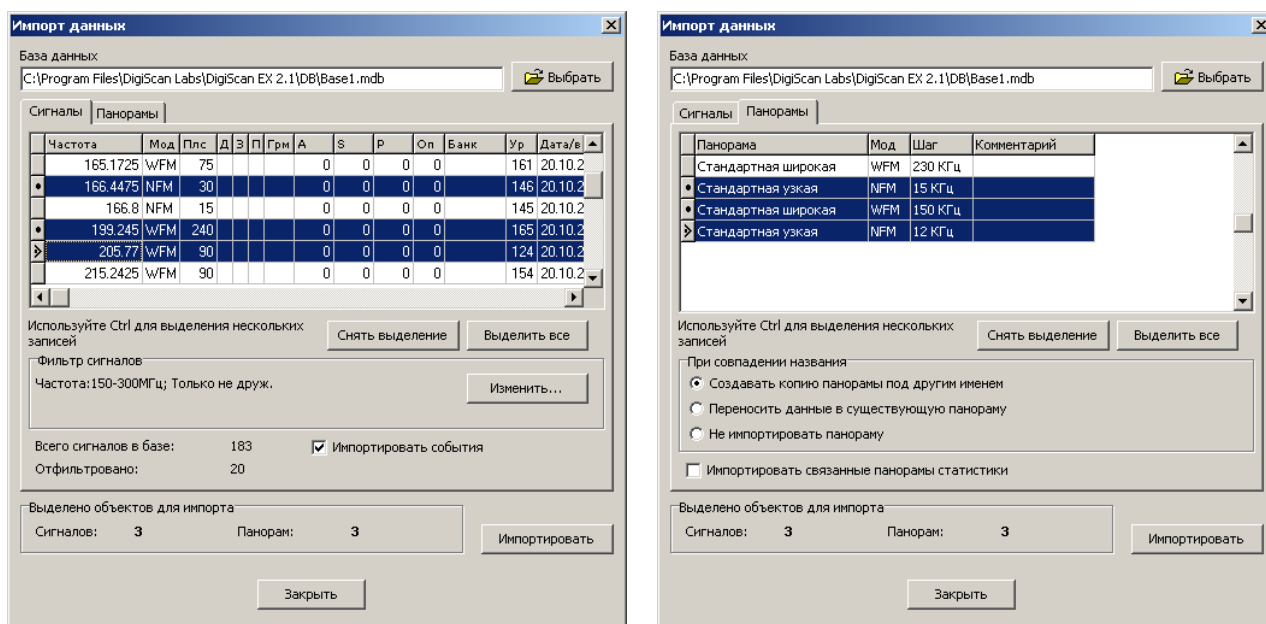 Импорт данных
База данных
C:\Program Files\DigiScan Labs\DigiScan EX 2.1\DB\Base1.mdb Выбрать
Сигналы Панорамы
Частота Мод Плс Д З П Грм A S P Оп Банк Ур Дата/в
165.1725 WFM 75 0 0 0 0 161 20.10.2
166.4475 NFM 30 0 0 0 0 146 20.10.2
166.8 NFM 15 0 0 0 0 145 20.10.2
199.245 WFM 240 0 0 0 0 165 20.10.2
205.77 WFM 90 0 0 0 0 124 20.10.2
215.2425 WFM 90 0 0 0 0 154 20.10.2
Используйте Ctrl для выделения нескольких
записей
Снять выделение Выделить все
Фильтр сигналов
Частота:150-300МГц; Только не друж.
Изменить...
Всего сигналов в базе: 183 Импортировать события
Отфильтровано: 20
Выделено объектов для импорта
Сигналов: 3 Панорам: 3
Импортировать
Закрыть
Импорт данных
База данных
C:\Program Files\DigiScan Labs\DigiScan EX 2.1\DB\Base1.mdb Выбрать
Сигналы Панорамы
Панорама Мод Шаг Комментарий
Стандартная широкая WFM 230 КГц
Стандартная узкая NFM 15 КГц
Стандартная широкая WFM 150 КГц
Стандартная узкая NFM 12 КГц
Используйте Ctrl для выделения нескольких
записей
Снять выделение Выделить все
При совпадении названия
Создавать копию панорамы под другим именем
Переносить данные в существующую панораму
Не импортировать панораму
Импортировать связанные панорамы статистики
Выделено объектов для импорта
Сигналов: 3 Панорам: 3
Импортировать
Закрыть